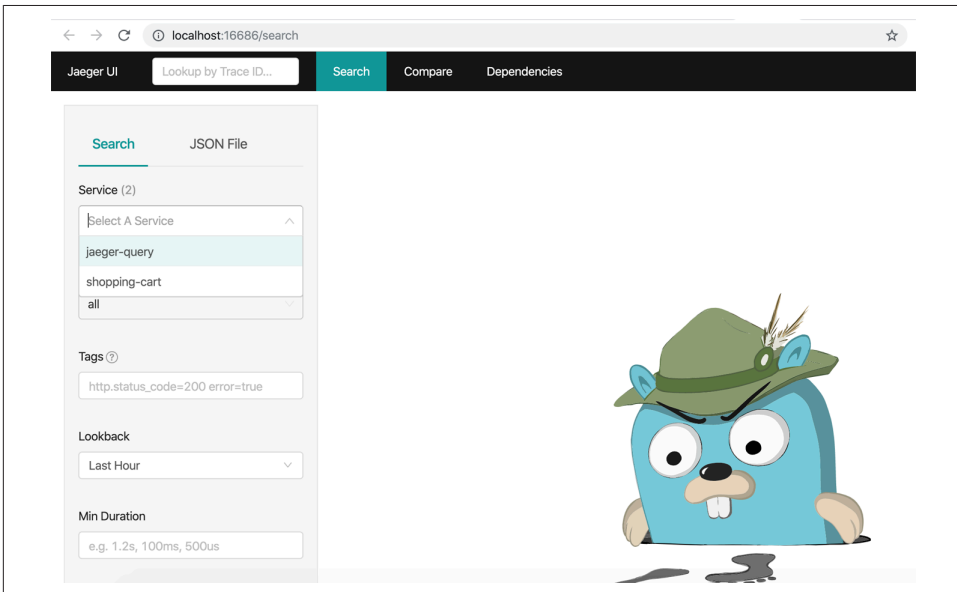 localhost:16686/search
Jaeger UI Lookup by Trace ID... Search Compare Dependencies
Search JSON File
Service (2)
Select A Service
jaeger-query
shopping-cart
all
Tags ?
http.status_code=200 error=true
Lookback
Last Hour
Min Duration
e.g. 1.2s, 100ms, 500us